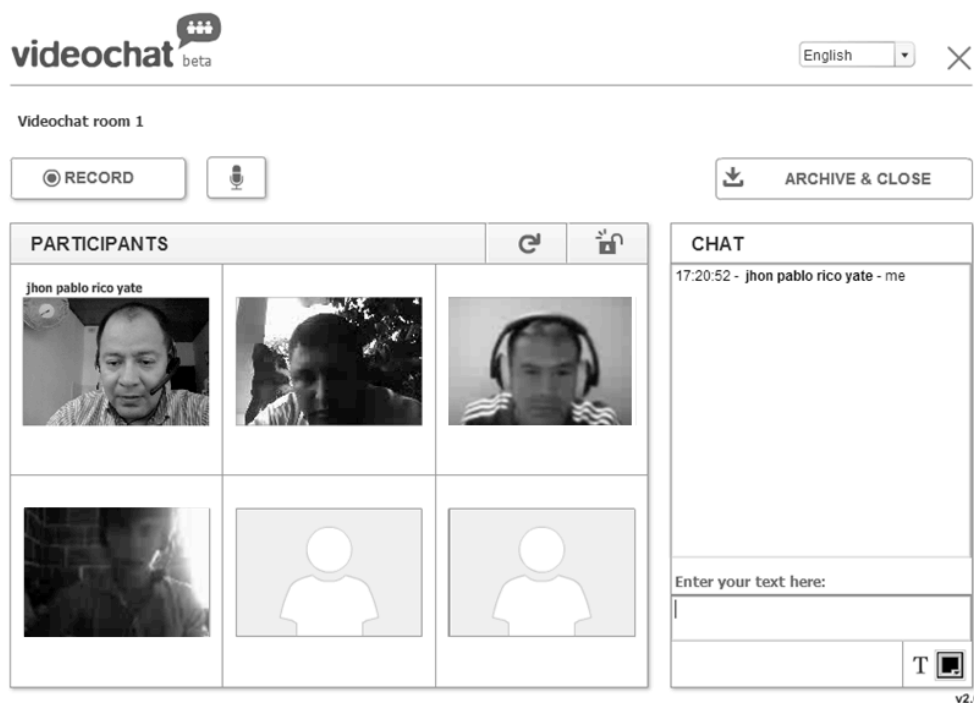 videochat beta
English
Videochat room 1
RECORD
ARCHIVE & CLOSE
PARTICIPANTS
CHAT
jhon pablo rico yate
17:20:52 - jhon pablo rico yate - me
Enter your text here:
T